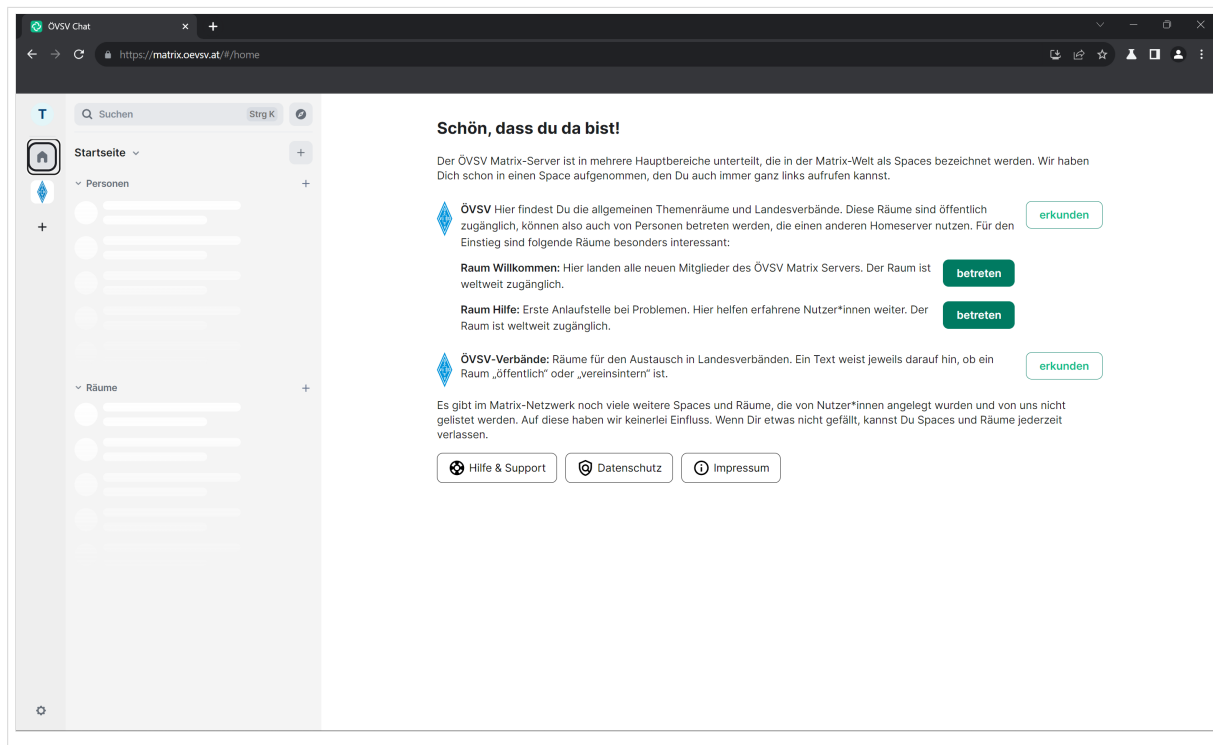 ÖVSV Chat
https://matrix.oevsv.at/#/home
T
Suchen
Strg K
Startseite
Personen
Räume
Schön, dass du da bist!
Der ÖVSV Matrix-Server ist in mehrere Hauptbereiche unterteilt, die in der Matrix-Welt als Spaces bezeichnet werden. Wir haben
Dich schon in einen Space aufgenommen, den Du auch immer ganz links aufrufen kannst.
ÖVSV Hier findest Du die allgemeinen Themenräume und Landesverbände. Diese Räume sind öffentlich
zugänglich, können also auch von Personen betreten werden, die einen anderen Homeserver nutzen. Für den
Einstieg sind folgende Räume besonders interessant:
erkunden
Raum Willkommen: Hier landen alle neuen Mitglieder des ÖVSV Matrix Servers. Der Raum ist
weltweit zugänglich.
betreten
Raum Hilfe: Erste Anlaufstelle bei Problemen. Hier helfen erfahrene Nutzer*innen weiter. Der
Raum ist weltweit zugänglich.
betreten
ÖVSV-Verbände: Räume für den Austausch in Landesverbänden. Ein Text weist jeweils darauf hin, ob ein
Raum „öffentlich" oder „vereinsintern" ist.
erkunden
Es gibt im Matrix-Netzwerk noch viele weitere Spaces und Räume, die von Nutzer*innen angelegt wurden und von uns nicht
gelistet werden. Auf diese haben wir keinerlei Einfluss. Wenn Dir etwas nicht gefällt, kannst Du Spaces und Räume jederzeit
verlassen.
Hilfe & Support
Datenschutz
Impressum